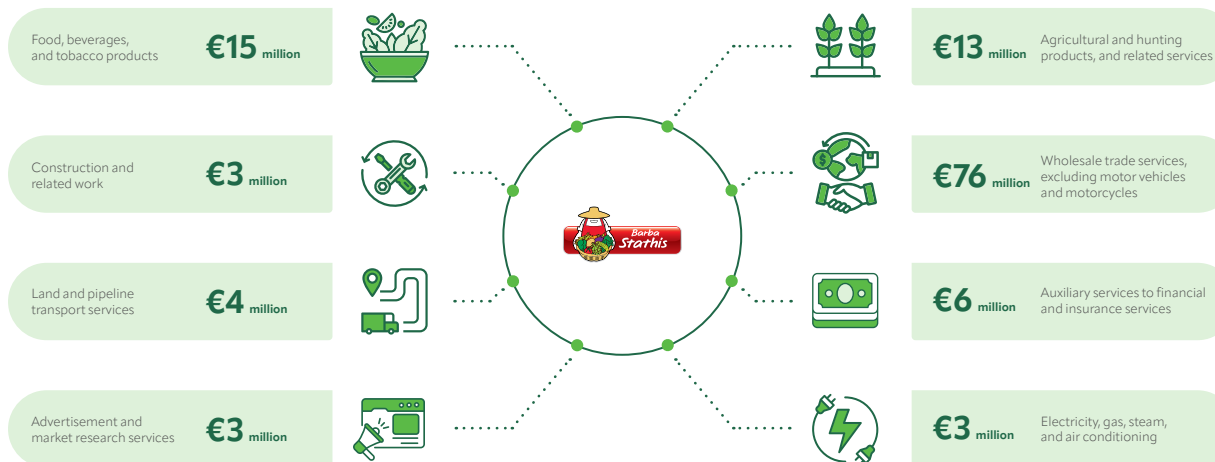 Food, beverages,
and tobacco products
€15 million
€13 million
Agricultural and hunting
products, and related services
Construction and
related work
€3 million
€76 million
Wholesale trade services,
excluding motor vehicles
and motorcycles
Barba
Stathis
Land and pipeline
transport services
€4 million
€6 million
Auxiliary services to financial
and insurance services
Advertisement and
market research services
€3 million
€3 million
Electricity, gas, steam,
and air conditioning
$